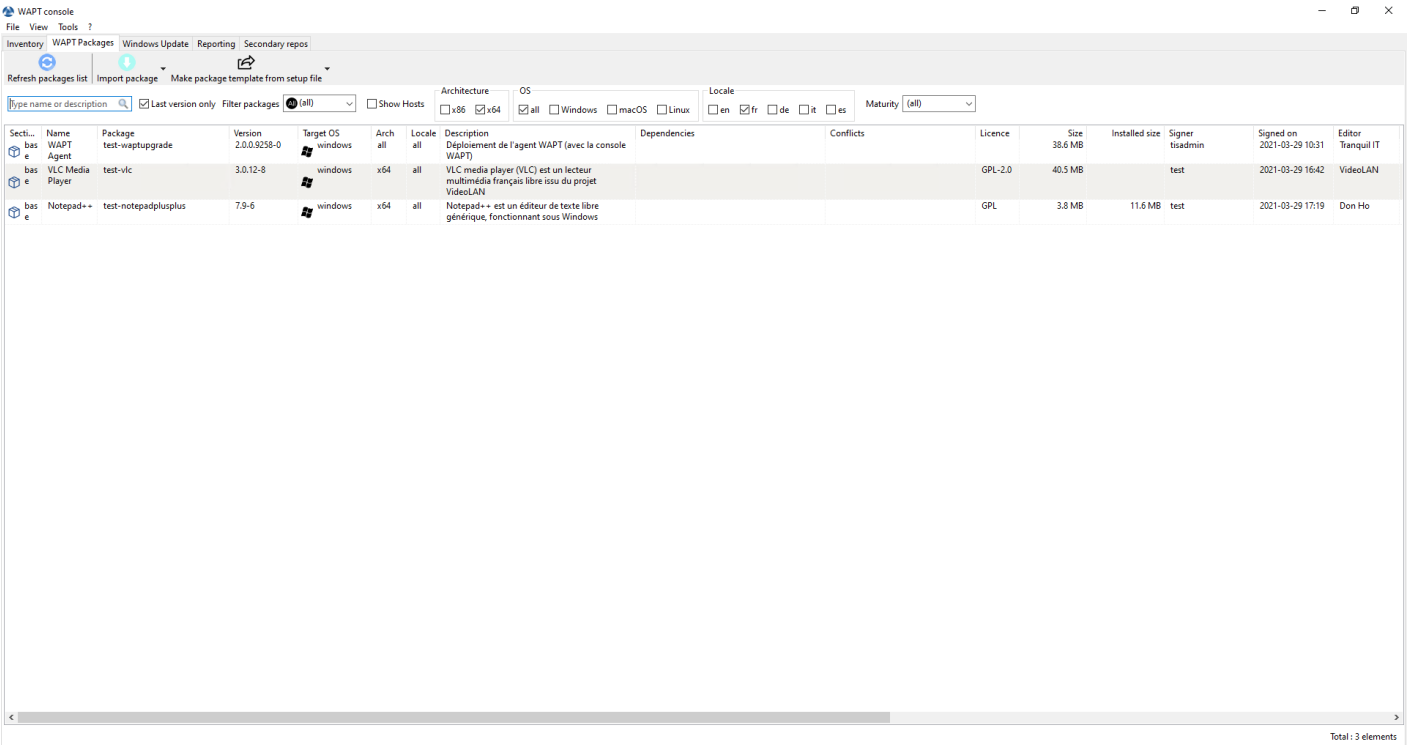 WAPT console
File View Tools ?
Inventory WAPT Packages Windows Update Reporting Secondary repos
Refresh packages list Import package Make package template from setup file
Type name or description Last version only Filter packages All (all) Show Hosts Architecture x86 x64 OS all Windows macOS Linux Locale en fr de it es Maturity (all)
Secti... Name Package Version Target OS Arch Locale Description Dependencies Conflicts Licence Size Installed size Signer Signed on Editor
bas WAPT test-waptupgrade 2.0.0.9258-0 windows all all Déploiement de l'agent WAPT (avec la console 38.6 MB tisadmin 2021-03-29 10:31 Tranquil IT
e Agent WAPT)
bas VLC Media test-vlc 3.0.12-8 windows x64 all VLC media player (VLC) est un lecteur GPL-2.0 40.5 MB test 2021-03-29 16:42 VideoLAN
e Player multimédia français libre issu du projet
VideoLAN
bas Notepad++ test-notepadplusplus 7.9-6 windows x64 all Notepad++ est un éditeur de texte libre GPL 3.8 MB 11.6 MB test 2021-03-29 17:19 Don Ho
e générique, fonctionnant sous Windows
Total : 3 elements